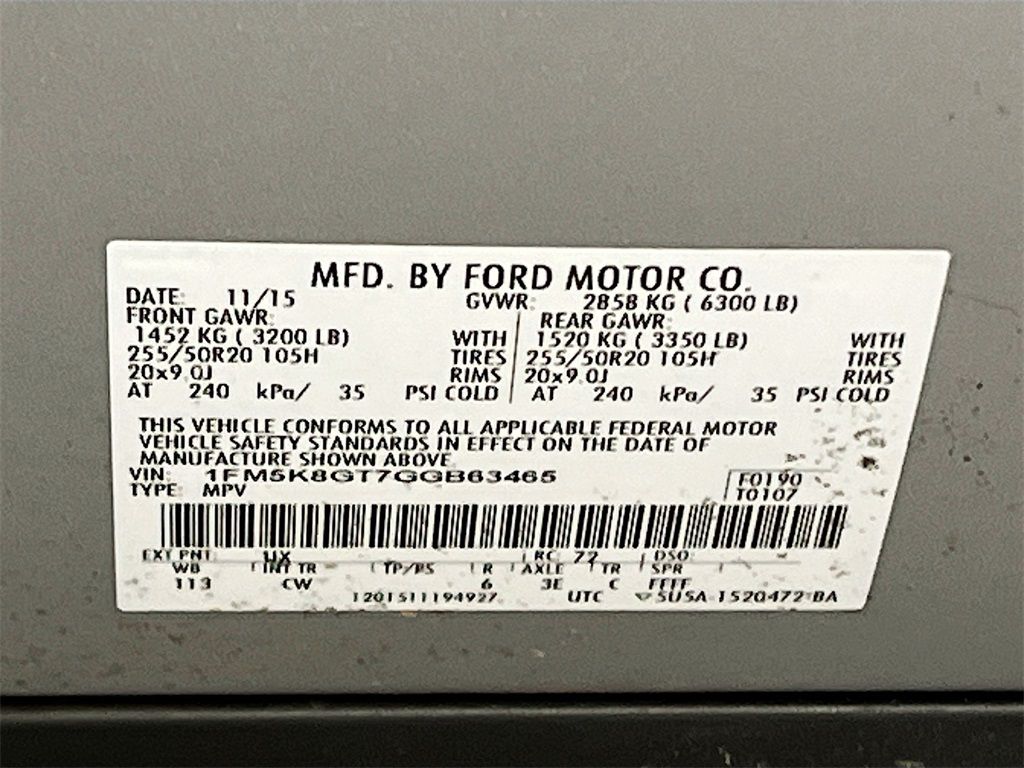 MFD. BY FORD MOTOR CO.
DATE: 11/15 GVWR: 2858 KG ( 6300 LB)
FRONT GAWR: REAR GAWR:
1452 KG ( 3200 LB) WITH 1520 KG ( 3350 LB) WITH
255/50R20 105H TIRES 255/50R20 105H TIRES
20x9.0J RIMS 20x9.0J RIMS
AT 240 kPa/ 35 PSI COLD AT 240 kPa/ 35 PSI COLD
THIS VEHICLE CONFORMS TO ALL APPLICABLE FEDERAL MOTOR
VEHICLE SAFETY STANDARDS IN EFFECT ON THE DATE OF
MANUFACTURE SHOWN ABOVE
VIN: 1FM5K8GT7GGB63465 F0190
TYPE: MPV T0107
EXT PNT: UX RC: 72 DSO:
WB INT TR TP/PS R AXLE TR SPR
113 CW 6 3E C FFFF
1201511194927 UTC SU5A-1520472-BA